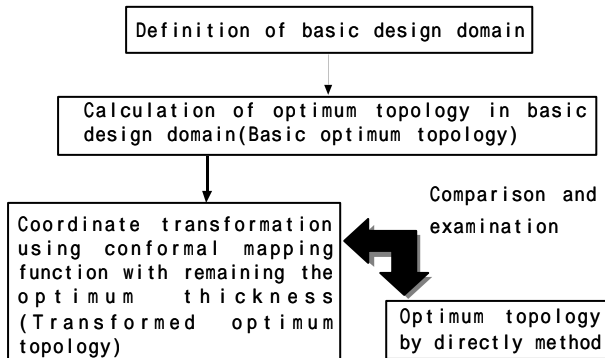 Definition of basic design domain
Calculation of optimum topology in basic
design domain(Basic optimum topology)
Coordinate transformation
using conformal mapping
function with remaining the
optimum thickness
(Transformed optimum
topology)
Comparison and
examination
Optimum topology
by directly method